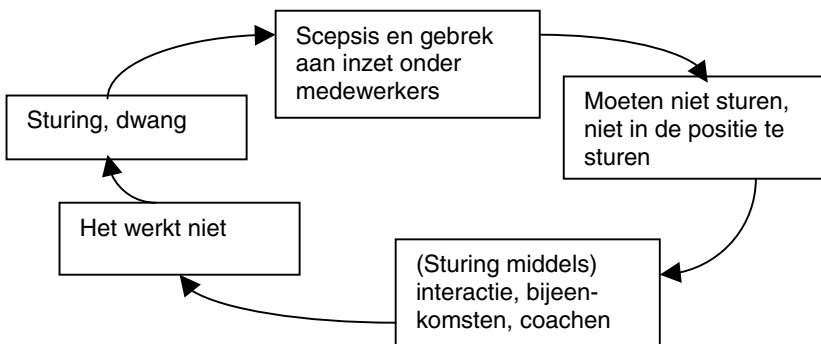 Scepsis en gebrek
aan inzet onder
medewerkers
Moeten niet sturen,
niet in de positie te
sturen
(Sturing middels)
interactie, bijeen-
komsten, coachen
Het werkt niet
Sturing, dwang